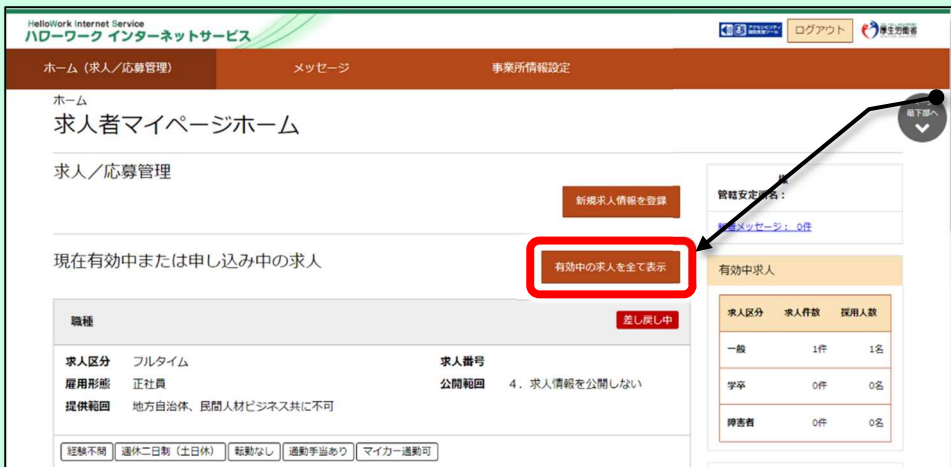 HelloWork Internet Service
ハローワーク インターネットサービス
ログアウト
厚生労働省
ホーム（求人／応募管理）
メッセージ
事業所情報設定
ホーム
求人者マイページホーム
最下部へ
求人／応募管理
新規求人情報を登録
様
管轄安定所名：
新着メッセージ： 0件
現在有効中または申し込み中の求人
有効中の求人を全て表示
有効中求人
職種
差し戻し中
求人区分 求人件数 採用人数
一般 1件 1名
学卒 0件 0名
障害者 0件 0名
求人区分 フルタイム
求人番号
雇用形態 正社員
公開範囲 4．求人情報を公開しない
提供範囲 地方自治体、民間人材ビジネス共に不可
経験不問 週休二日制（土日休） 転勤なし 通勤手当あり マイカー通勤可